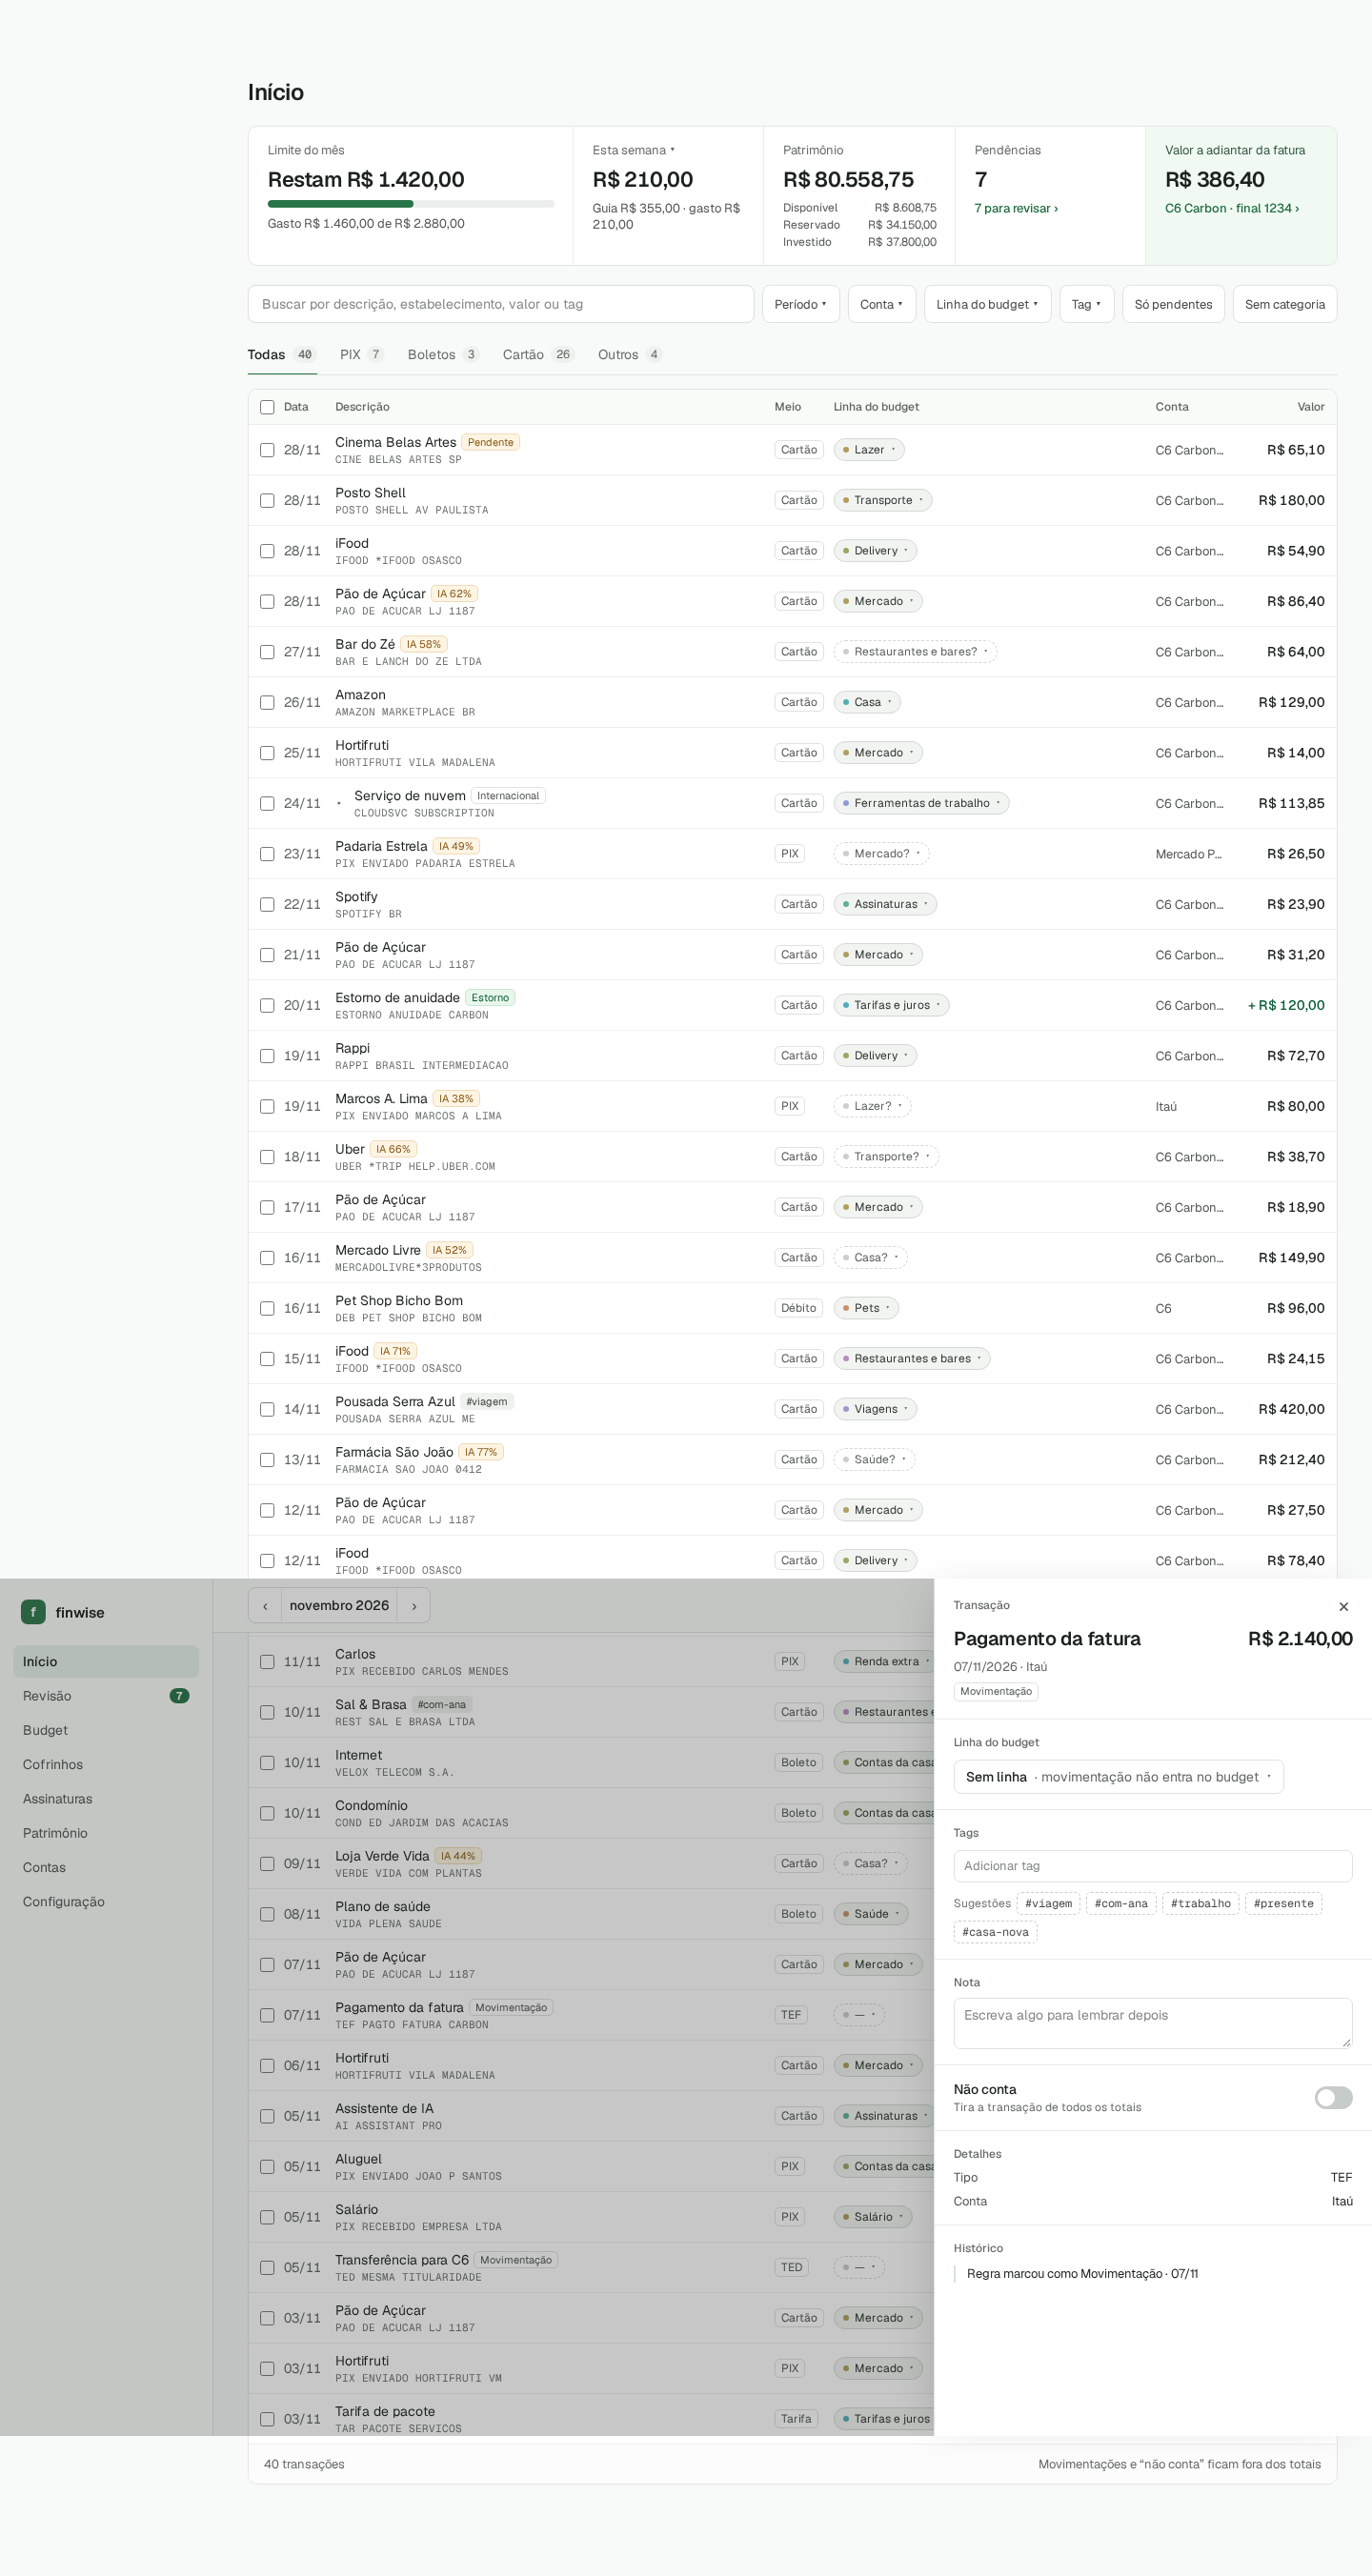 Início
Limite do mês
Restam R$ 1.420,00
Gasto R$ 1.460,00 de R$ 2.880,00
Esta semana ▾
R$ 210,00
Guia R$ 355,00 · gasto R$
210,00
Patrimônio
R$ 80.558,75
Disponível R$ 8.608,75
Reservado R$ 34.150,00
Investido R$ 37.800,00
Pendências
7
7 para revisar ›
Valor a adiantar da fatura
R$ 386,40
C6 Carbon · final 1234 ›
Buscar por descrição, estabelecimento, valor ou tag
Período ▾ Conta ▾ Linha do budget ▾ Tag ▾ Só pendentes Sem categoria
Todas 40 PIX 7 Boletos 3 Cartão 26 Outros 4
Data Descrição Meio Linha do budget Conta Valor
28/11 Cinema Belas Artes Pendente Cartão Lazer C6 Carbon… R$ 65,10
CINE BELAS ARTES SP
28/11 Posto Shell Cartão Transporte C6 Carbon… R$ 180,00
POSTO SHELL AV PAULISTA
28/11 iFood Cartão Delivery C6 Carbon… R$ 54,90
IFOOD *IFOOD OSASCO
28/11 Pão de Açúcar IA 62% Cartão Mercado C6 Carbon… R$ 86,40
PAO DE ACUCAR LJ 1187
27/11 Bar do Zé IA 58% Cartão Restaurantes e bares? C6 Carbon… R$ 64,00
BAR E LANCH DO ZE LTDA
26/11 Amazon Cartão Casa C6 Carbon… R$ 129,00
AMAZON MARKETPLACE BR
25/11 Hortifruti Cartão Mercado C6 Carbon… R$ 14,00
HORTIFRUTI VILA MADALENA
24/11 Serviço de nuvem Internacional Cartão Ferramentas de trabalho C6 Carbon… R$ 113,85
CLOUDSVC SUBSCRIPTION
23/11 Padaria Estrela IA 49% PIX Mercado? Mercado P… R$ 26,50
PIX ENVIADO PADARIA ESTRELA
22/11 Spotify Cartão Assinaturas C6 Carbon… R$ 23,90
SPOTIFY BR
21/11 Pão de Açúcar Cartão Mercado C6 Carbon… R$ 31,20
PAO DE ACUCAR LJ 1187
20/11 Estorno de anuidade Estorno Cartão Tarifas e juros C6 Carbon… + R$ 120,00
ESTORNO ANUIDADE CARBON
19/11 Rappi Cartão Delivery C6 Carbon… R$ 72,70
RAPPI BRASIL INTERMEDIACAO
19/11 Marcos A. Lima IA 38% PIX Lazer? Itaú R$ 80,00
PIX ENVIADO MARCOS A LIMA
18/11 Uber IA 66% Cartão Transporte? C6 Carbon… R$ 38,70
UBER *TRIP HELP.UBER.COM
17/11 Pão de Açúcar Cartão Mercado C6 Carbon… R$ 18,90
PAO DE ACUCAR LJ 1187
16/11 Mercado Livre IA 52% Cartão Casa? C6 Carbon… R$ 149,90
MERCADOLIVRE*3PRODUTOS
16/11 Pet Shop Bicho Bom Débito Pets C6 R$ 96,00
DEB PET SHOP BICHO BOM
15/11 iFood IA 71% Cartão Restaurantes e bares C6 Carbon… R$ 24,15
IFOOD *IFOOD OSASCO
14/11 Pousada Serra Azul #viagem Cartão Viagens C6 Carbon… R$ 420,00
POUSADA SERRA AZUL ME
13/11 Farmácia São João IA 77% Cartão Saúde? C6 Carbon… R$ 212,40
FARMACIA SAO JOAO 0412
12/11 Pão de Açúcar Cartão Mercado C6 Carbon… R$ 27,50
PAO DE ACUCAR LJ 1187
12/11 iFood Cartão Delivery C6 Carbon… R$ 78,40
IFOOD *IFOOD OSASCO
f finwise
Início
Revisão 7
Budget
Cofrinhos
Assinaturas
Patrimônio
Contas
Configuração
‹ novembro 2026 ›
11/11 Carlos PIX Renda extra
PIX RECEBIDO CARLOS MENDES
10/11 Sal & Brasa #com-ana Cartão Restaurantes e
REST SAL E BRASA LTDA
10/11 Internet Boleto Contas da casa
VELOX TELECOM S.A.
10/11 Condomínio Boleto Contas da casa
COND ED JARDIM DAS ACACIAS
09/11 Loja Verde Vida IA 44% Cartão Casa?
VERDE VIDA COM PLANTAS
08/11 Plano de saúde Boleto Saúde
VIDA PLENA SAUDE
07/11 Pão de Açúcar Cartão Mercado
PAO DE ACUCAR LJ 1187
07/11 Pagamento da fatura Movimentação TEF —
TEF PAGTO FATURA CARBON
06/11 Hortifruti Cartão Mercado
HORTIFRUTI VILA MADALENA
05/11 Assistente de IA Cartão Assinaturas
AI ASSISTANT PRO
05/11 Aluguel PIX Contas da casa
PIX ENVIADO JOAO P SANTOS
05/11 Salário PIX Salário
PIX RECEBIDO EMPRESA LTDA
05/11 Transferência para C6 Movimentação TED —
TED MESMA TITULARIDADE
03/11 Pão de Açúcar Cartão Mercado
PAO DE ACUCAR LJ 1187
03/11 Hortifruti PIX Mercado
PIX ENVIADO HORTIFRUTI VM
03/11 Tarifa de pacote Tarifa Tarifas e juros
TAR PACOTE SERVICOS
Transação ×
Pagamento da fatura R$ 2.140,00
07/11/2026 · Itaú
Movimentação
Linha do budget
Sem linha · movimentação não entra no budget
Tags
Adicionar tag
Sugestões #viagem #com-ana #trabalho #presente
#casa-nova
Nota
Escreva algo para lembrar depois
Não conta
Tira a transação de todos os totais
Detalhes
Tipo TEF
Conta Itaú
Histórico
Regra marcou como Movimentação · 07/11
40 transações Movimentações e “não conta” ficam fora dos totais